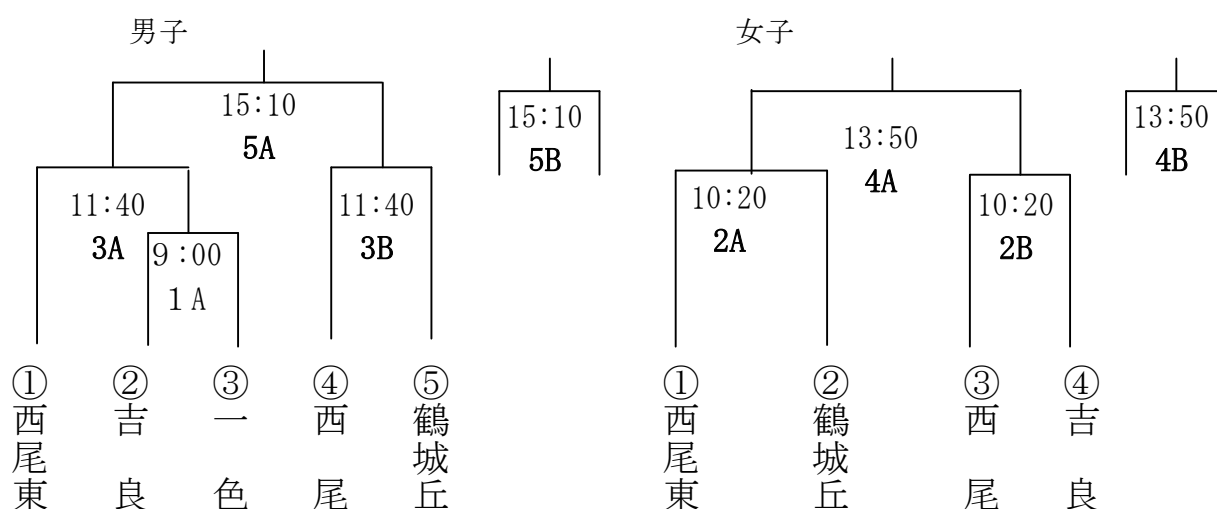 男子
15:10
5A
15:10
5B
11:40
3A
11:40
3B
9:00
1A
①西尾東
②吉良
③一色
④西尾
⑤鶴城丘
女子
13:50
4A
13:50
4B
10:20
2A
10:20
2B
①西尾東
②鶴城丘
③西尾
④吉良